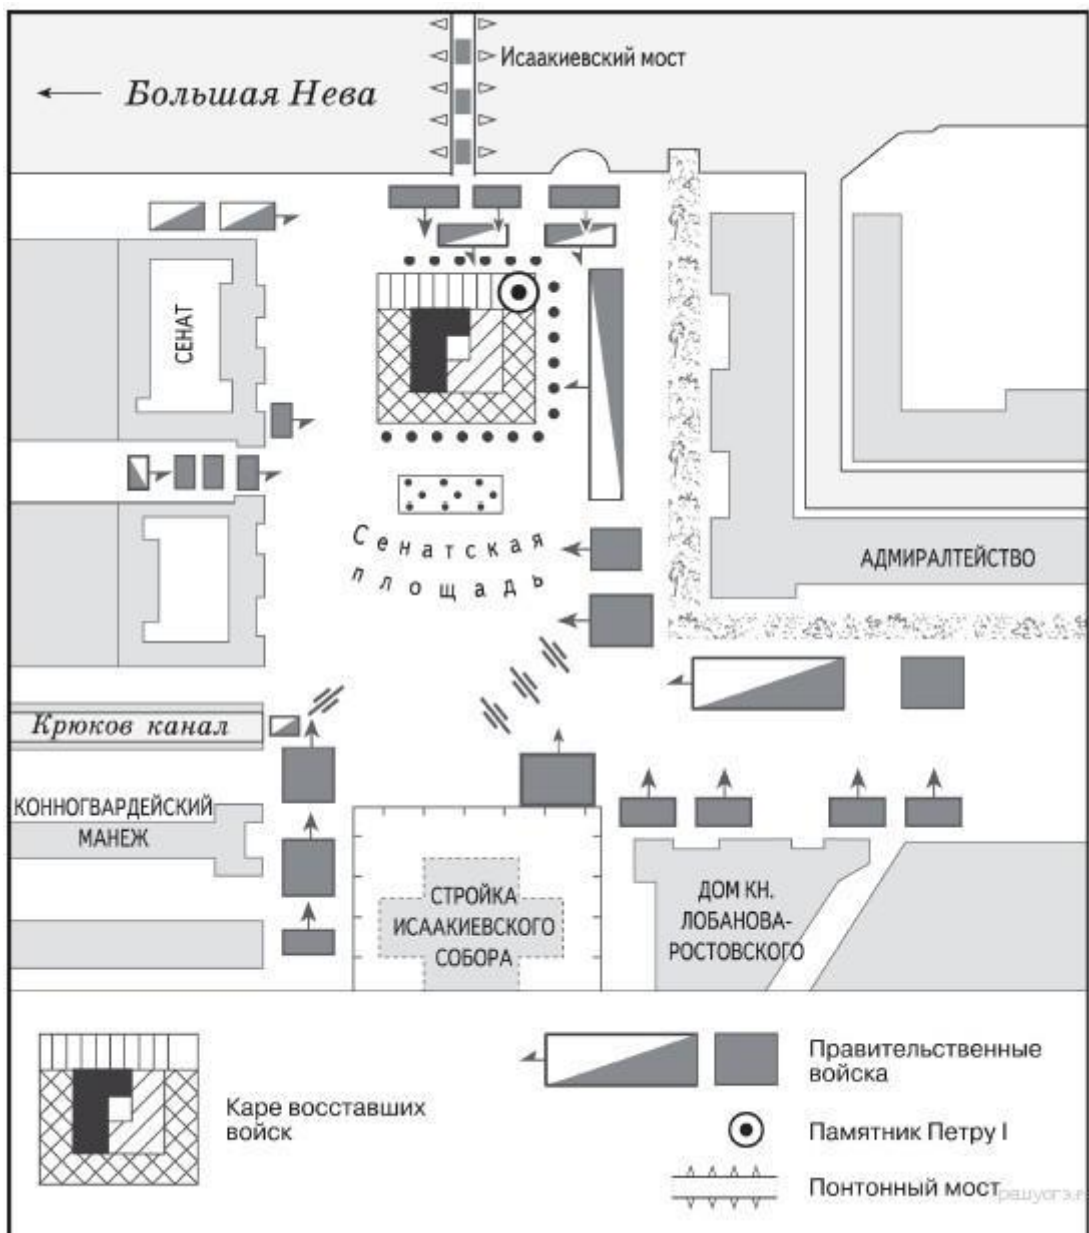 Исаакиевский мост
Большая Нева
СЕНАТ
Сенатская
площадь
АДМИРАЛТЕЙСТВО
Крюков канал
КОННОГВАРДЕЙСКИЙ
МАНЕЖ
СТРОЙКА
ИСААКИЕВСКОГО
СОБОРА
ДОМ КН.
ЛОБАНОВА-
РОСТОВСКОГО
Каре восставших
войск
Правительственные
войска
Памятник Петру I
Понтонный мост